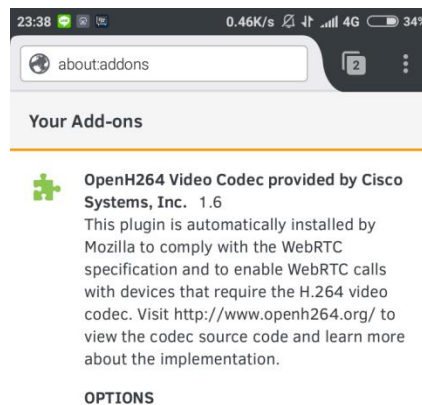 23:38 0.46K/s 4G 34%
about:addons 2
Your Add-ons
OpenH264 Video Codec provided by Cisco
Systems, Inc. 1.6
This plugin is automatically installed by
Mozilla to comply with the WebRTC
specification and to enable WebRTC calls
with devices that require the H.264 video
codec. Visit http://www.openh264.org/ to
view the codec source code and learn more
about the implementation.
OPTIONS